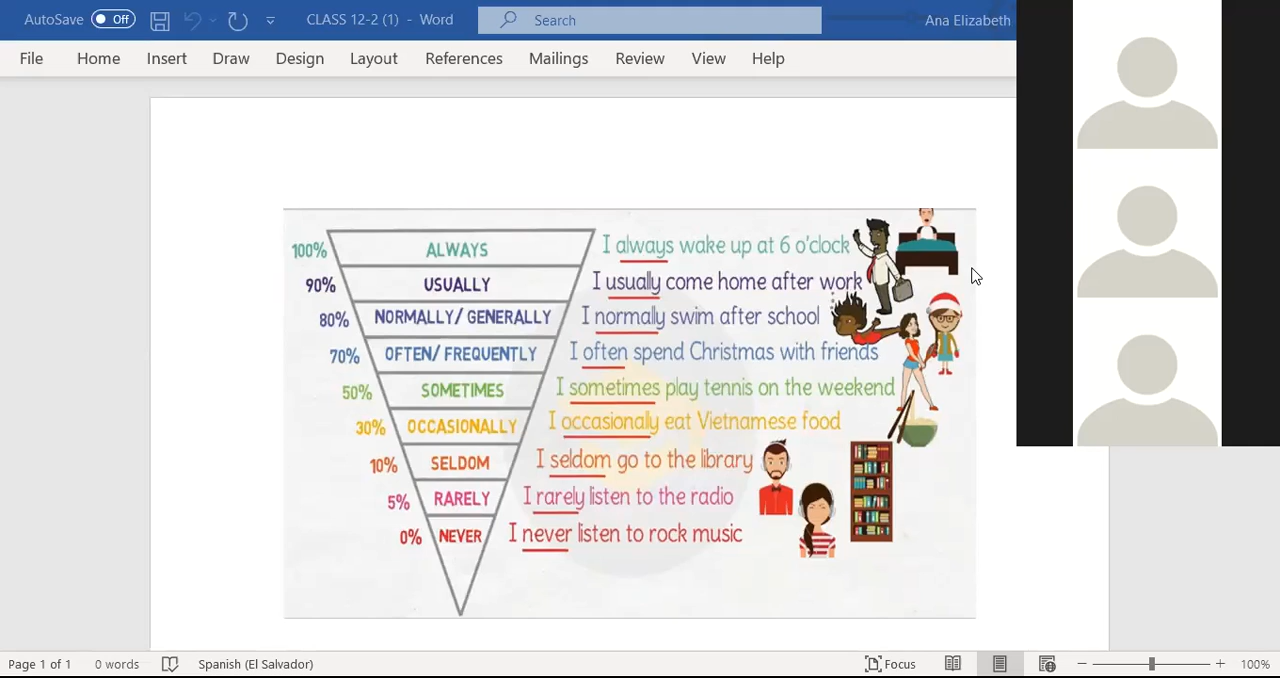 AutoSave Off CLASS 12-2 (1) - Word Search Ana Elizabeth
File Home Insert Draw Design Layout References Mailings Review View Help
100% ALWAYS I always wake up at 6 o'clock
90% USUALLY I usually come home after work
80% NORMALLY/ GENERALLY I normally swim after school
70% OFTEN/ FREQUENTLY I often spend Christmas with friends
50% SOMETIMES I sometimes play tennis on the weekend
30% OCCASIONALLY I occasionally eat Vietnamese food
10% SELDOM I seldom go to the library
5% RARELY I rarely listen to the radio
0% NEVER I never listen to rock music
Page 1 of 1 0 words Spanish (El Salvador) Focus 100%